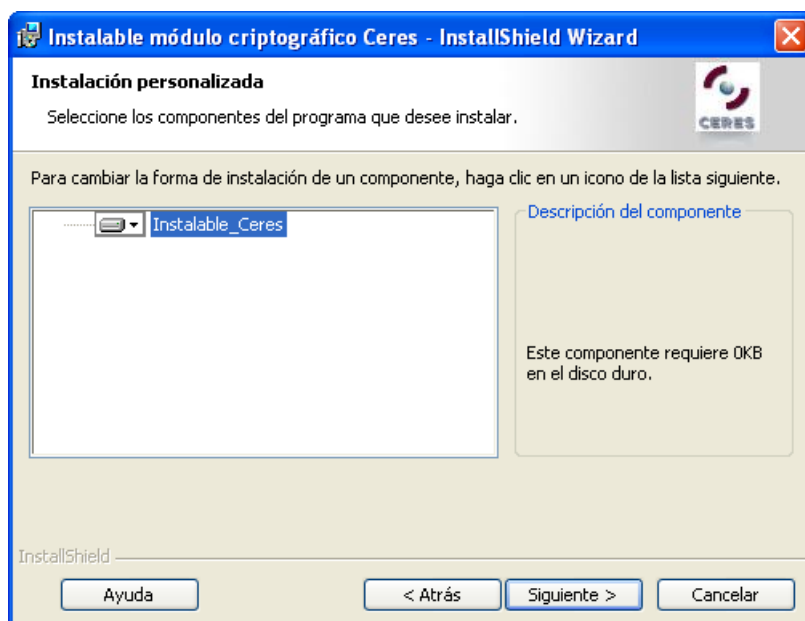 Instalable módulo criptográfico Ceres - InstallShield Wizard
Instalación personalizada
Seleccione los componentes del programa que desee instalar.
CERES
Para cambiar la forma de instalación de un componente, haga clic en un icono de la lista siguiente.
Instalable_Ceres
Descripción del componente
Este componente requiere 0KB
en el disco duro.
InstallShield
Ayuda
< Atrás
Siguiente >
Cancelar